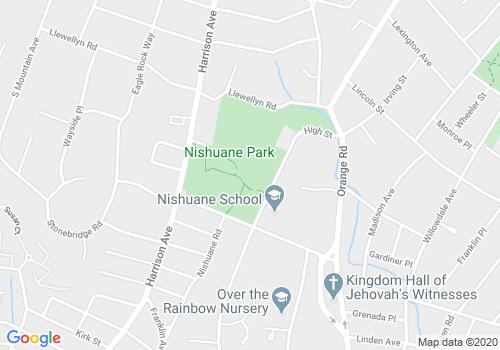 Llewellyn Rd
S Mountain Ave
Wayside Pl
Eagle Rock Way
Harrison Ave
Llewellyn Rd
Lexington Ave
Lincoln St
Irving St
Wheeler St
Monroe Pl
High St
Nishuane Park
Orange Rd
Nishuane School
Madison Ave
Willowdale Ave
Franklin Pl
Stonebridge Rd
Harrison Ave
Nishuane Rd
Gardiner Pl
Kingdom Hall of
Jehovah's Witnesses
Over the
Rainbow Nursery
Grenada Pl
Franklin Ave
Kirk St
Linden Ave
Google
Map data ©2020